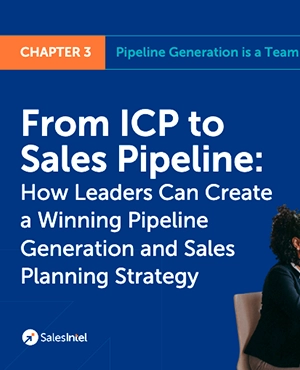 CHAPTER 3
Pipeline Generation is a Team
From ICP to
Sales Pipeline:
How Leaders Can Create
a Winning Pipeline
Generation and Sales
Planning Strategy
SalesIntel